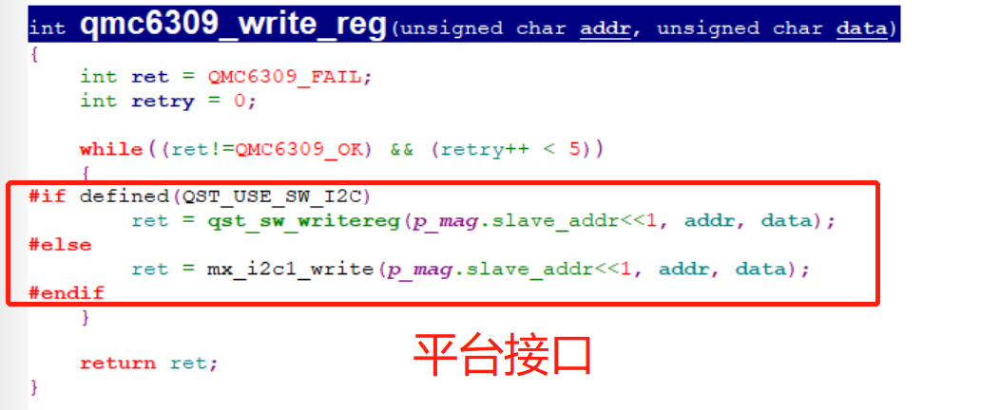 int qmc6309_write_reg(unsigned char addr, unsigned char data)
{
    int ret = QMC6309_FAIL;
    int retry = 0;

    while((ret!=QMC6309_OK) && (retry++ < 5))
    {
#if defined(QST_USE_SW_I2C)
        ret = qst_sw_writereg(p_mag.slave_addr<<1, addr, data);
#else
        ret = mx_i2c1_write(p_mag.slave_addr<<1, addr, data);
#endif
    }
平台接口
    return ret;
}